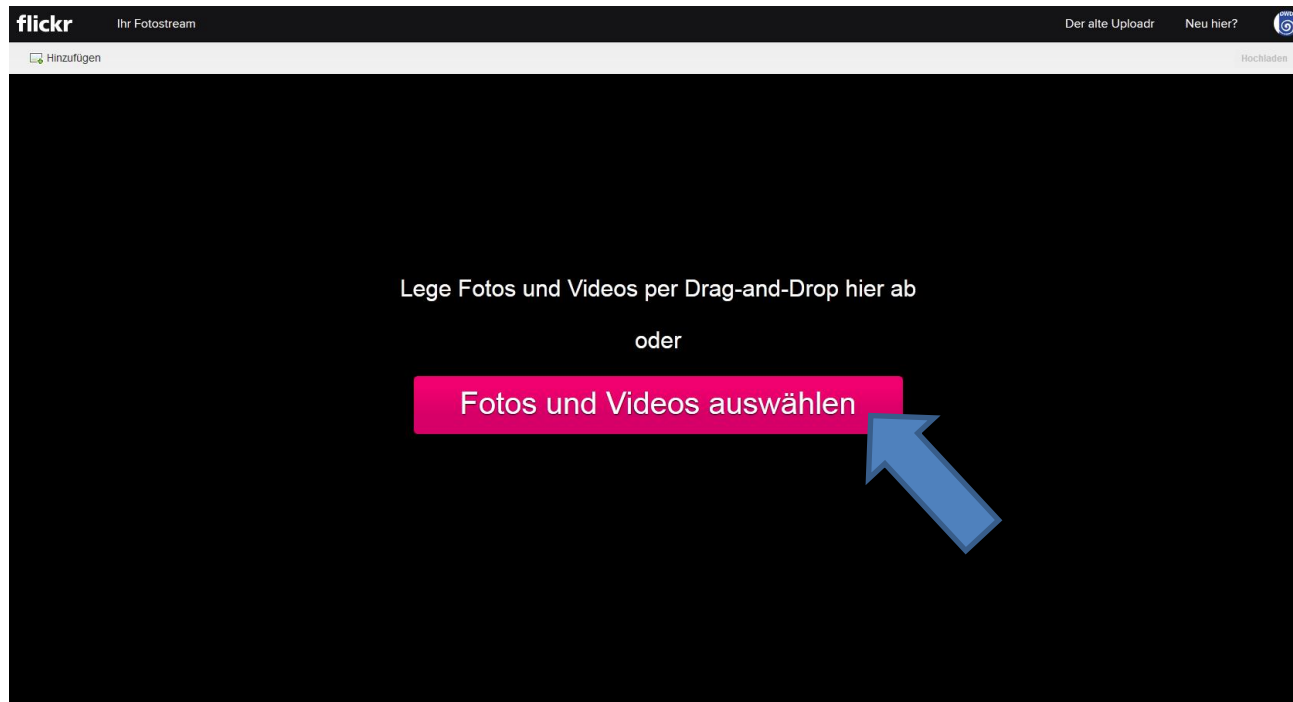 flickr Ihr Fotostream Der alte Uploadr Neu hier?
Hinzufügen Hochladen
Lege Fotos und Videos per Drag-and-Drop hier ab
oder
Fotos und Videos auswählen